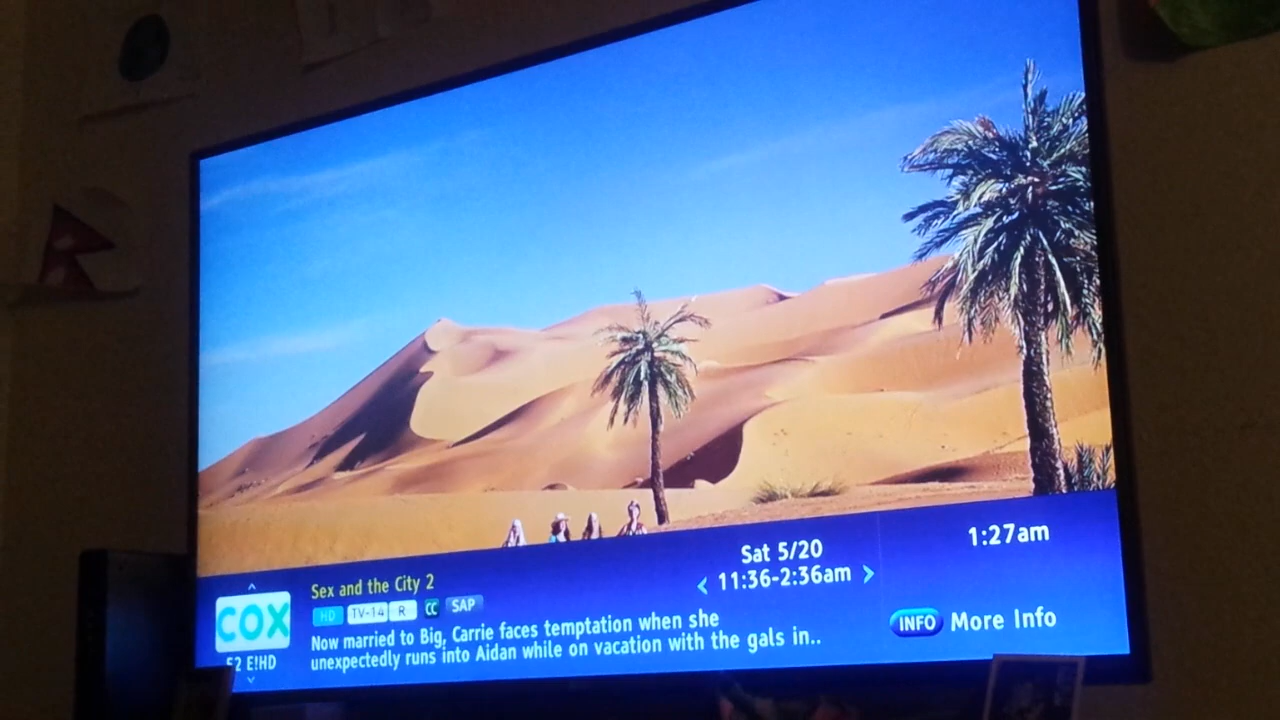 Sat 5/20
1:27am
< 11:36-2:36am >
Sex and the City 2
HD TV-14 R CC SAP
COX
INFO More Info
Now married to Big, Carrie faces temptation when she
unexpectedly runs into Aidan while on vacation with the gals in..
52 E!HD